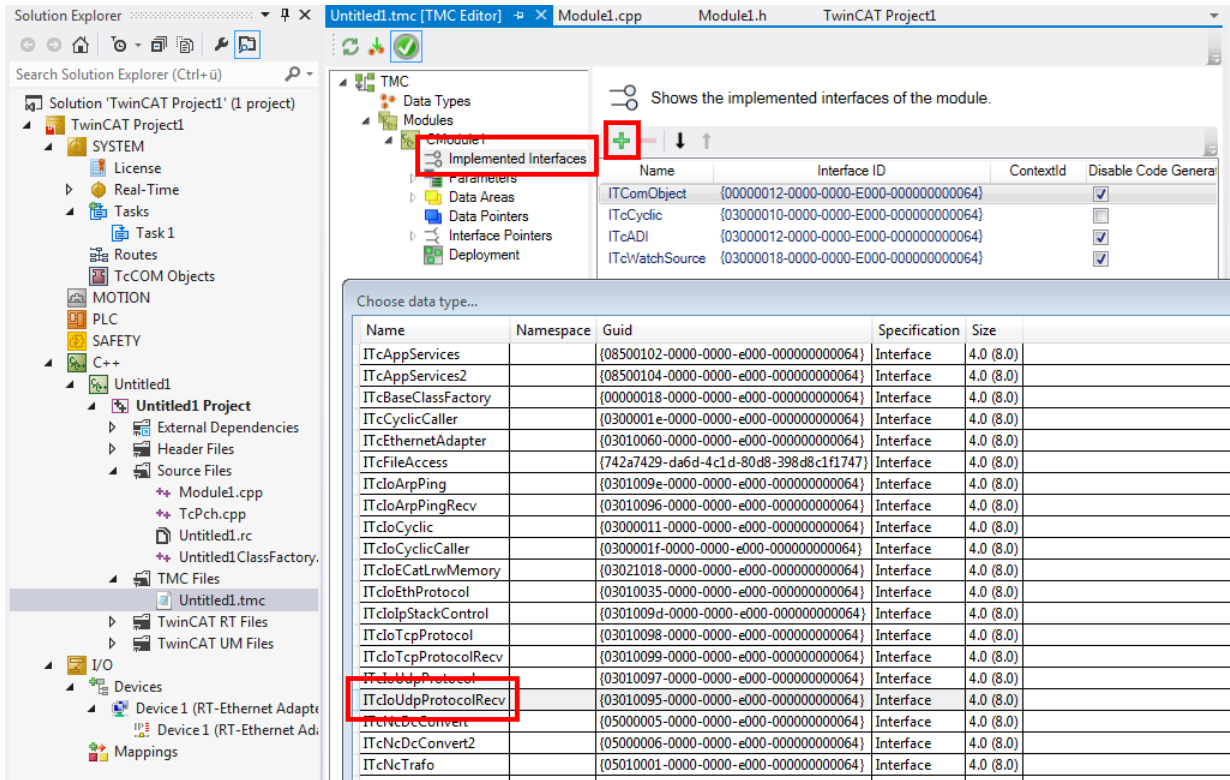 Solution Explorer
Search Solution Explorer (Ctrl+ü)
Solution 'TwinCAT Project1' (1 project)
TwinCAT Project1
SYSTEM
License
Real-Time
Tasks
Task 1
Routes
TcCOM Objects
MOTION
PLC
SAFETY
C++
Untitled1
Untitled1 Project
External Dependencies
Header Files
Source Files
Module1.cpp
TcPch.cpp
Untitled1.rc
Untitled1ClassFactory.
TMC Files
Untitled1.tmc
TwinCAT RT Files
TwinCAT UM Files
I/O
Devices
Device 1 (RT-Ethernet Adapte
Device 1 (RT-Ethernet Ada
Mappings
Untitled1.tmc [TMC Editor] Module1.cpp Module1.h TwinCAT Project1
TMC
Data Types
Modules
CModule1
Implemented Interfaces
Parameters
Data Areas
Data Pointers
Interface Pointers
Deployment
Shows the implemented interfaces of the module.
Name Interface ID ContextId Disable Code Generat
ITComObject {00000012-0000-0000-E000-000000000064}
ITcCyclic {03000010-0000-0000-E000-000000000064}
ITcADI {03000012-0000-0000-E000-000000000064}
ITcWatchSource {03000018-0000-0000-E000-000000000064}
Choose data type...
Name Namespace Guid Specification Size
ITcAppServices {08500102-0000-0000-e000-000000000064} Interface 4.0 (8.0)
ITcAppServices2 {08500104-0000-0000-e000-000000000064} Interface 4.0 (8.0)
ITcBaseClassFactory {00000018-0000-0000-e000-000000000064} Interface 4.0 (8.0)
ITcCyclicCaller {0300001e-0000-0000-e000-000000000064} Interface 4.0 (8.0)
ITcEthernetAdapter {03010060-0000-0000-e000-000000000064} Interface 4.0 (8.0)
ITcFileAccess {742a7429-da6d-4c1d-80d8-398d8c1f1747} Interface 4.0 (8.0)
ITcIoArpPing {0301009e-0000-0000-e000-000000000064} Interface 4.0 (8.0)
ITcIoArpPingRecv {03010096-0000-0000-e000-000000000064} Interface 4.0 (8.0)
ITcIoCyclic {03000011-0000-0000-e000-000000000064} Interface 4.0 (8.0)
ITcIoCyclicCaller {0300001f-0000-0000-e000-000000000064} Interface 4.0 (8.0)
ITcIoECatLrwMemory {03021018-0000-0000-e000-000000000064} Interface 4.0 (8.0)
ITcIoEthProtocol {03010035-0000-0000-e000-000000000064} Interface 4.0 (8.0)
ITcIoIpStackControl {0301009d-0000-0000-e000-000000000064} Interface 4.0 (8.0)
ITcIoTcpProtocol {03010098-0000-0000-e000-000000000064} Interface 4.0 (8.0)
ITcIoTcpProtocolRecv {03010099-0000-0000-e000-000000000064} Interface 4.0 (8.0)
ITcIoUdpProtocol {03010097-0000-0000-e000-000000000064} Interface 4.0 (8.0)
ITcIoUdpProtocolRecv {03010095-0000-0000-e000-000000000064} Interface 4.0 (8.0)
ITcNcDcConvert {05000005-0000-0000-e000-000000000064} Interface 4.0 (8.0)
ITcNcDcConvert2 {05000006-0000-0000-e000-000000000064} Interface 4.0 (8.0)
ITcNcTrafo {05010001-0000-0000-e000-000000000064} Interface 4.0 (8.0)